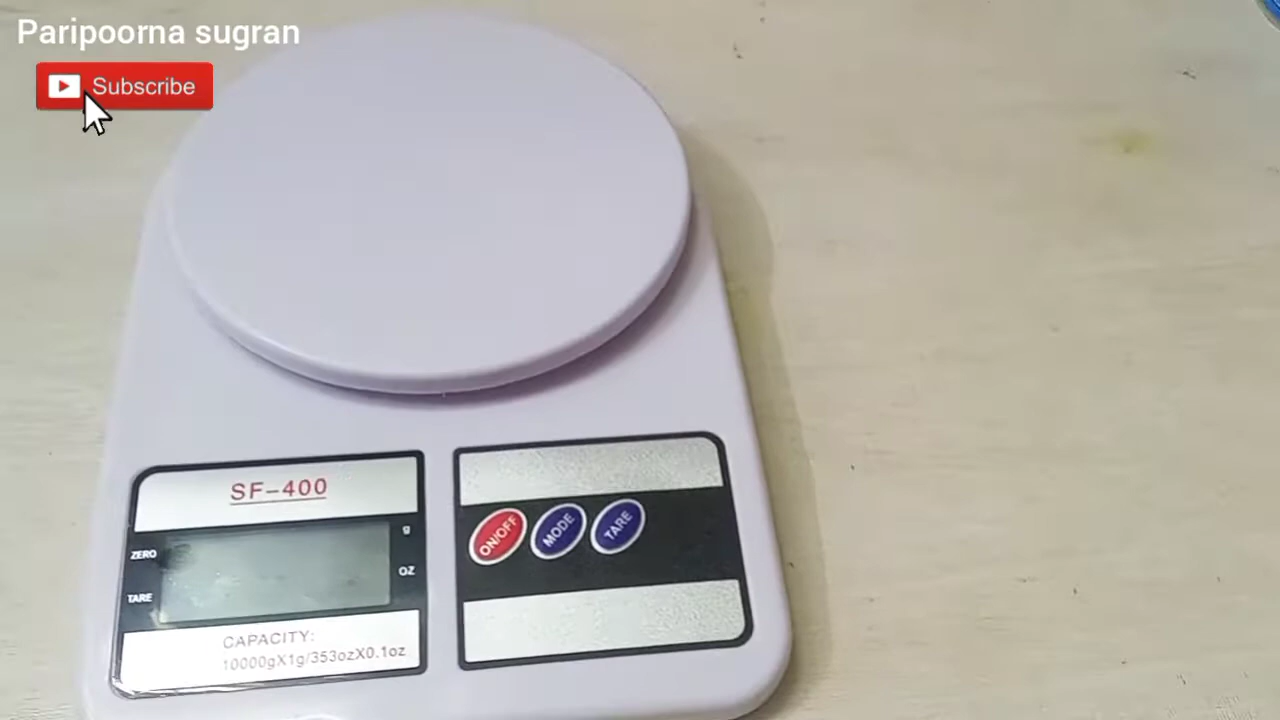 Paripoorna sugran
Subscribe
SF-400
g
ZERO
OZ
TARE
CAPACITY:
10000gX1g/353ozX0.1oz
ON/OFF
MODE
TARE